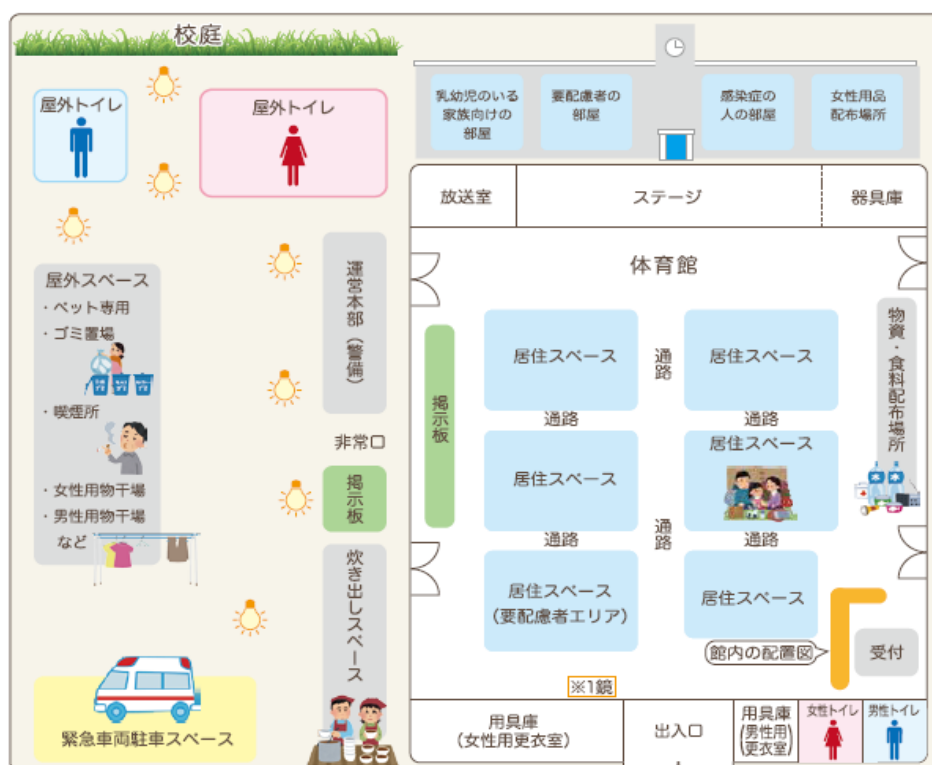 校庭
屋外トイレ
屋外トイレ
乳幼児のいる
家族向けの
部屋
要配慮者の
部屋
感染症の
人の部屋
女性用品
配布場所
放送室
ステージ
器具庫
体育館
屋外スペース
・ペット専用
・ゴミ置場
・喫煙所
・女性用物干場
・男性用物干場
など
運営本部（警備）
非常口
掲示板
炊き出しスペース
掲示板
居住スペース
通路
居住スペース
通路
通路
居住スペース
居住スペース
通路
通路
通路
居住スペース
（要配慮者エリア）
居住スペース
物資・食料配布場所
水
水
館内の配置図
受付
※1鏡
緊急車両駐車スペース
用具庫
（女性用更衣室）
出入口
用具庫
(男性用)
更衣室
女性トイレ
男性トイレ